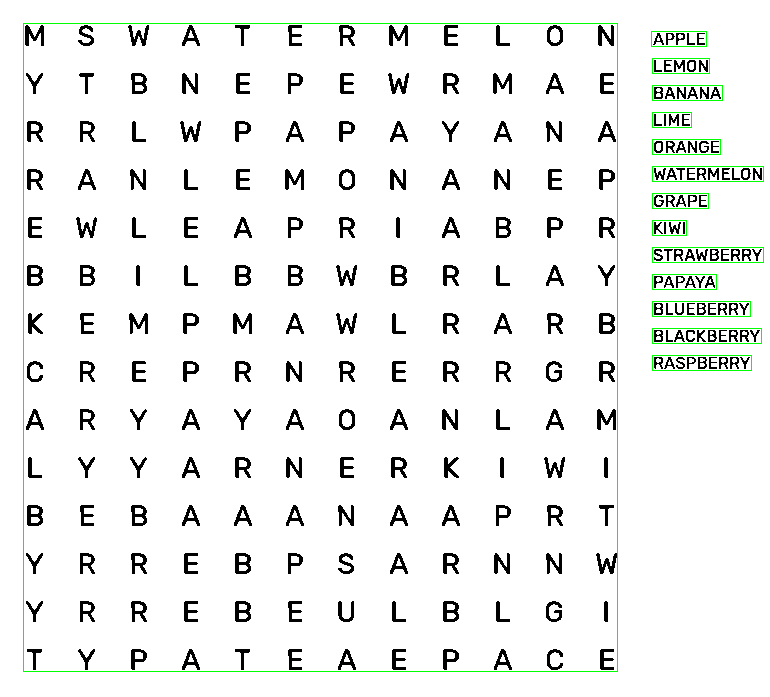 M S W A T E R M E L O N
Y T B N E P E W R M A E
R R L W P A P A Y A N A
R A N L E M O N A N E P
E W L E A P R I A B P R
B B I L B B W B R L A Y
K E M P M A W L R A R B
C R E P R N R E R R G R
A R Y A Y A O A N L A M
L Y Y A R N E R K I W I
B E B A A A N A A P R T
Y R R E B P S A R N N W
Y R R E B E U L B L G I
T Y P A T E A E P A C E
APPLE
LEMON
BANANA
LIME
ORANGE
WATERMELON
GRAPE
KIWI
STRAWBERRY
PAPAYA
BLUEBERRY
BLACKBERRY
RASPBERRY